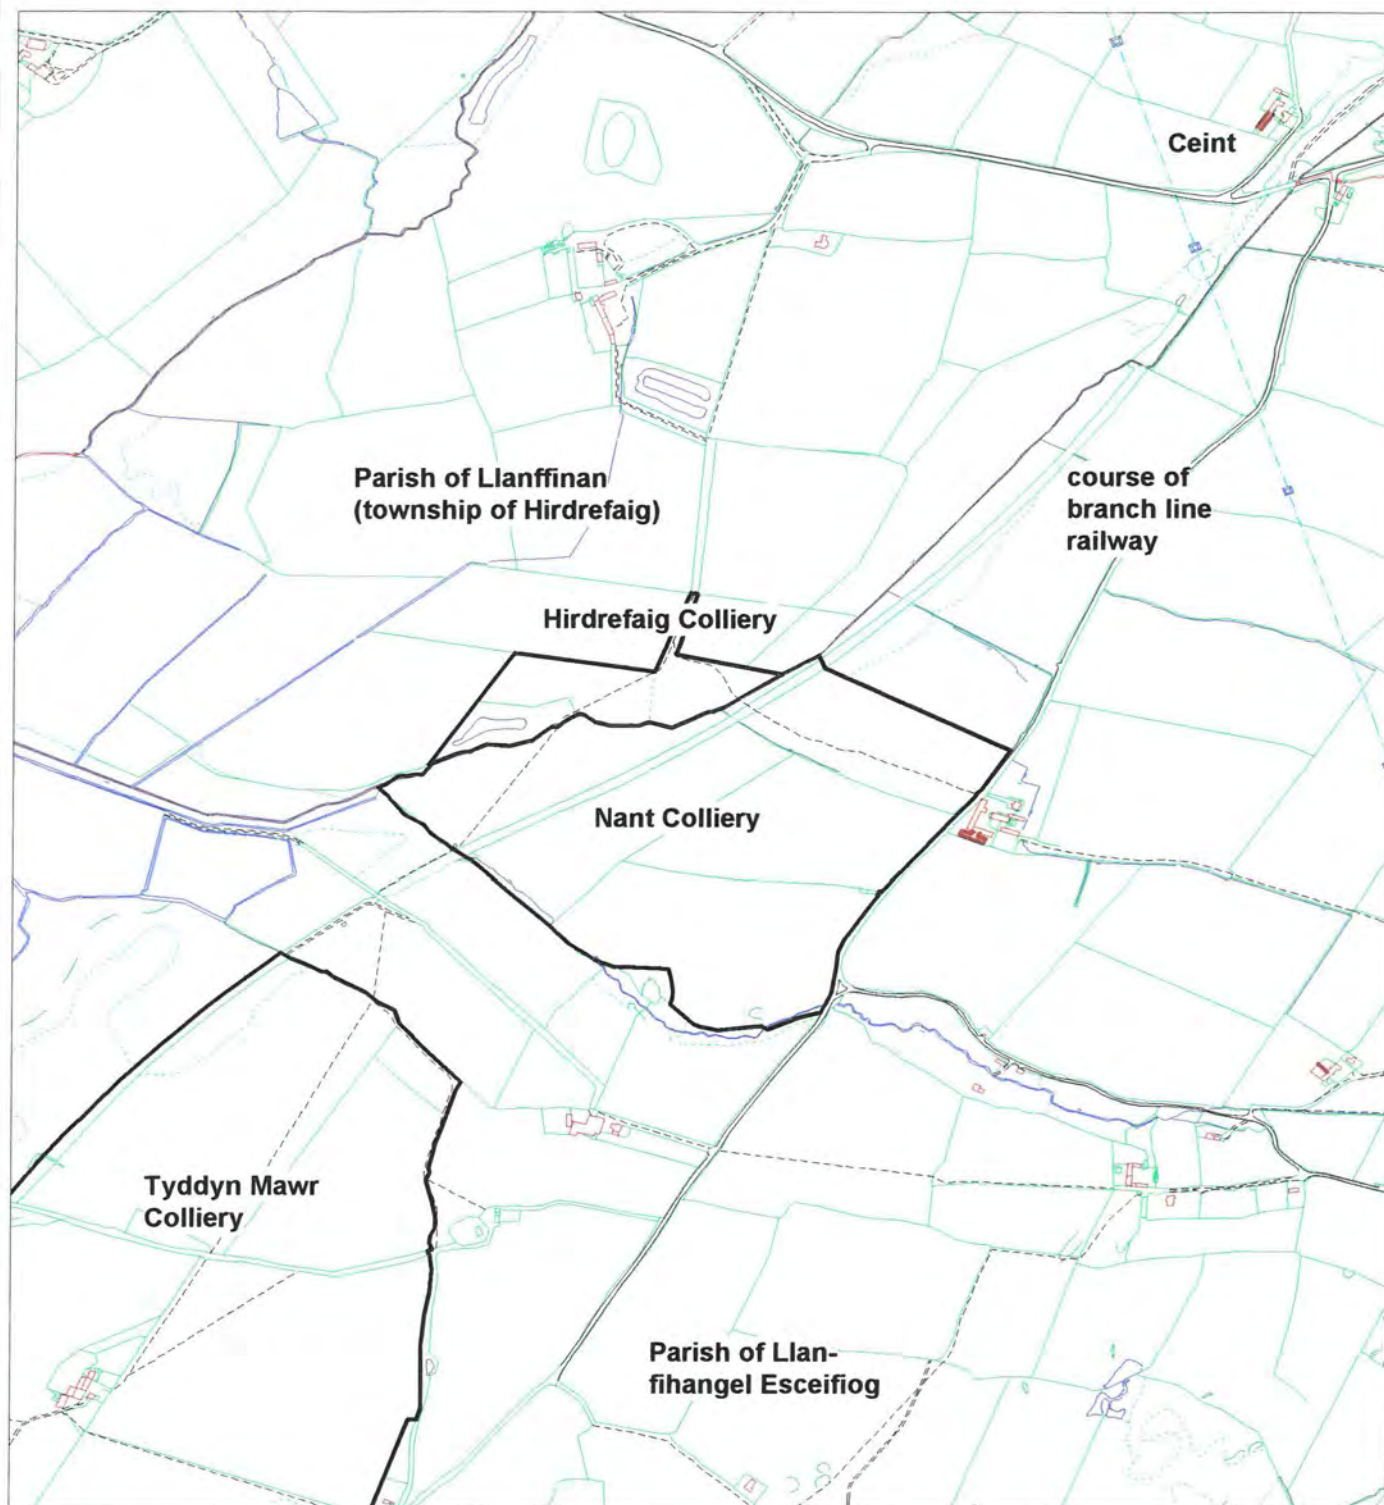 Ceint
Parish of Llanffinan
(township of Hirdrefaig)
course of
branch line
railway
Hirdrefaig Colliery
Nant Colliery
Tyddyn Mawr
Colliery
Parish of Llan-
fihangel Esceifiog